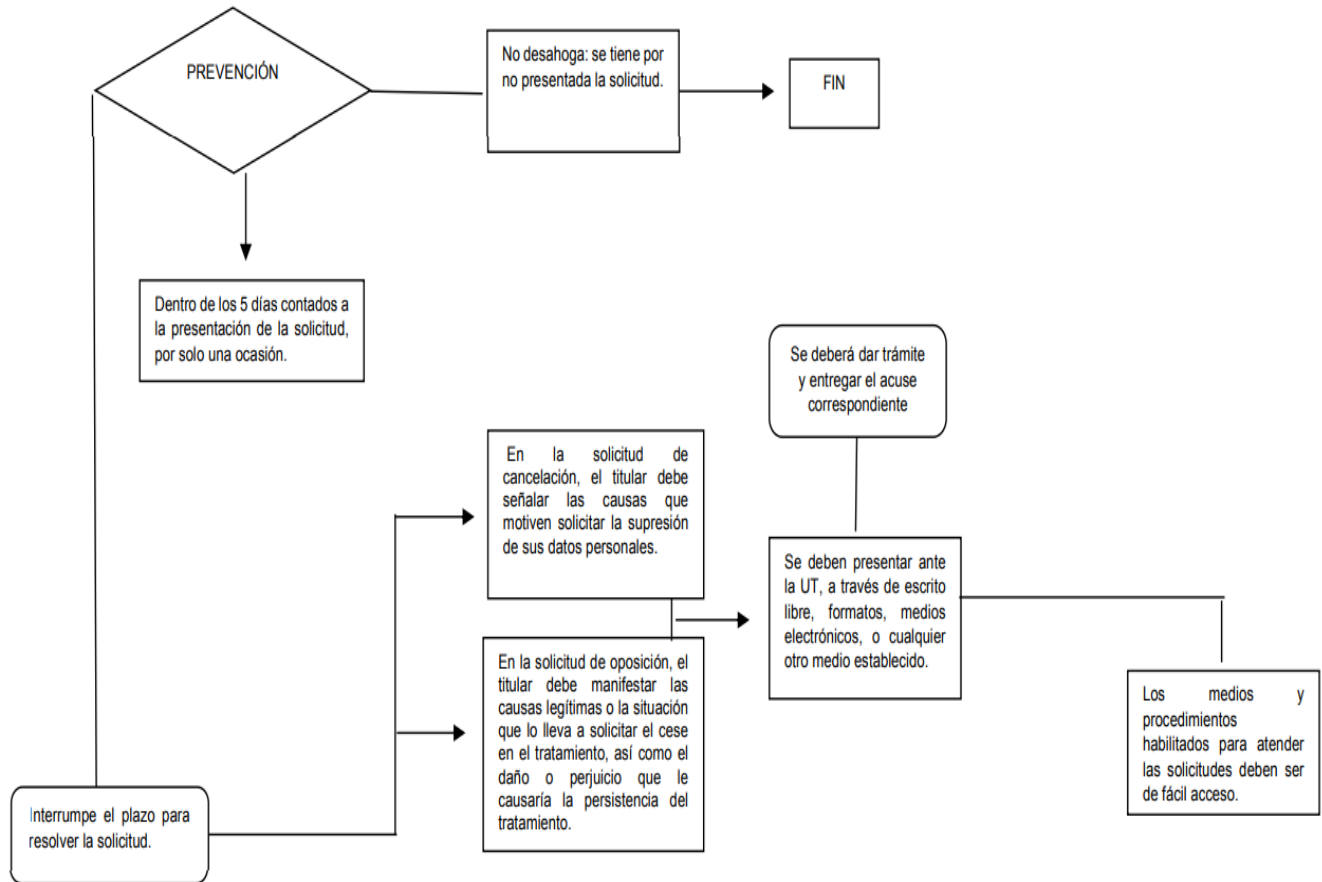 PREVENCIÓN
No desahoga: se tiene por
no presentada la solicitud.
FIN
Dentro de los 5 días contados a
la presentación de la solicitud,
por solo una ocasión.
Se deberá dar trámite
y entregar el acuse
correspondiente
En la solicitud de
cancelación, el titular debe
señalar las causas que
motiven solicitar la supresión
de sus datos personales.
Se deben presentar ante
la UT, a través de escrito
libre, formatos, medios
electrónicos, o cualquier
otro medio establecido.
En la solicitud de oposición, el
titular debe manifestar las
causas legítimas o la situación
que lo lleva a solicitar el cese
en el tratamiento, así como el
daño o perjuicio que le
causaría la persistencia del
tratamiento.
Los medios y
procedimientos
habilitados para atender
las solicitudes deben ser
de fácil acceso.
Interrumpe el plazo para
resolver la solicitud.